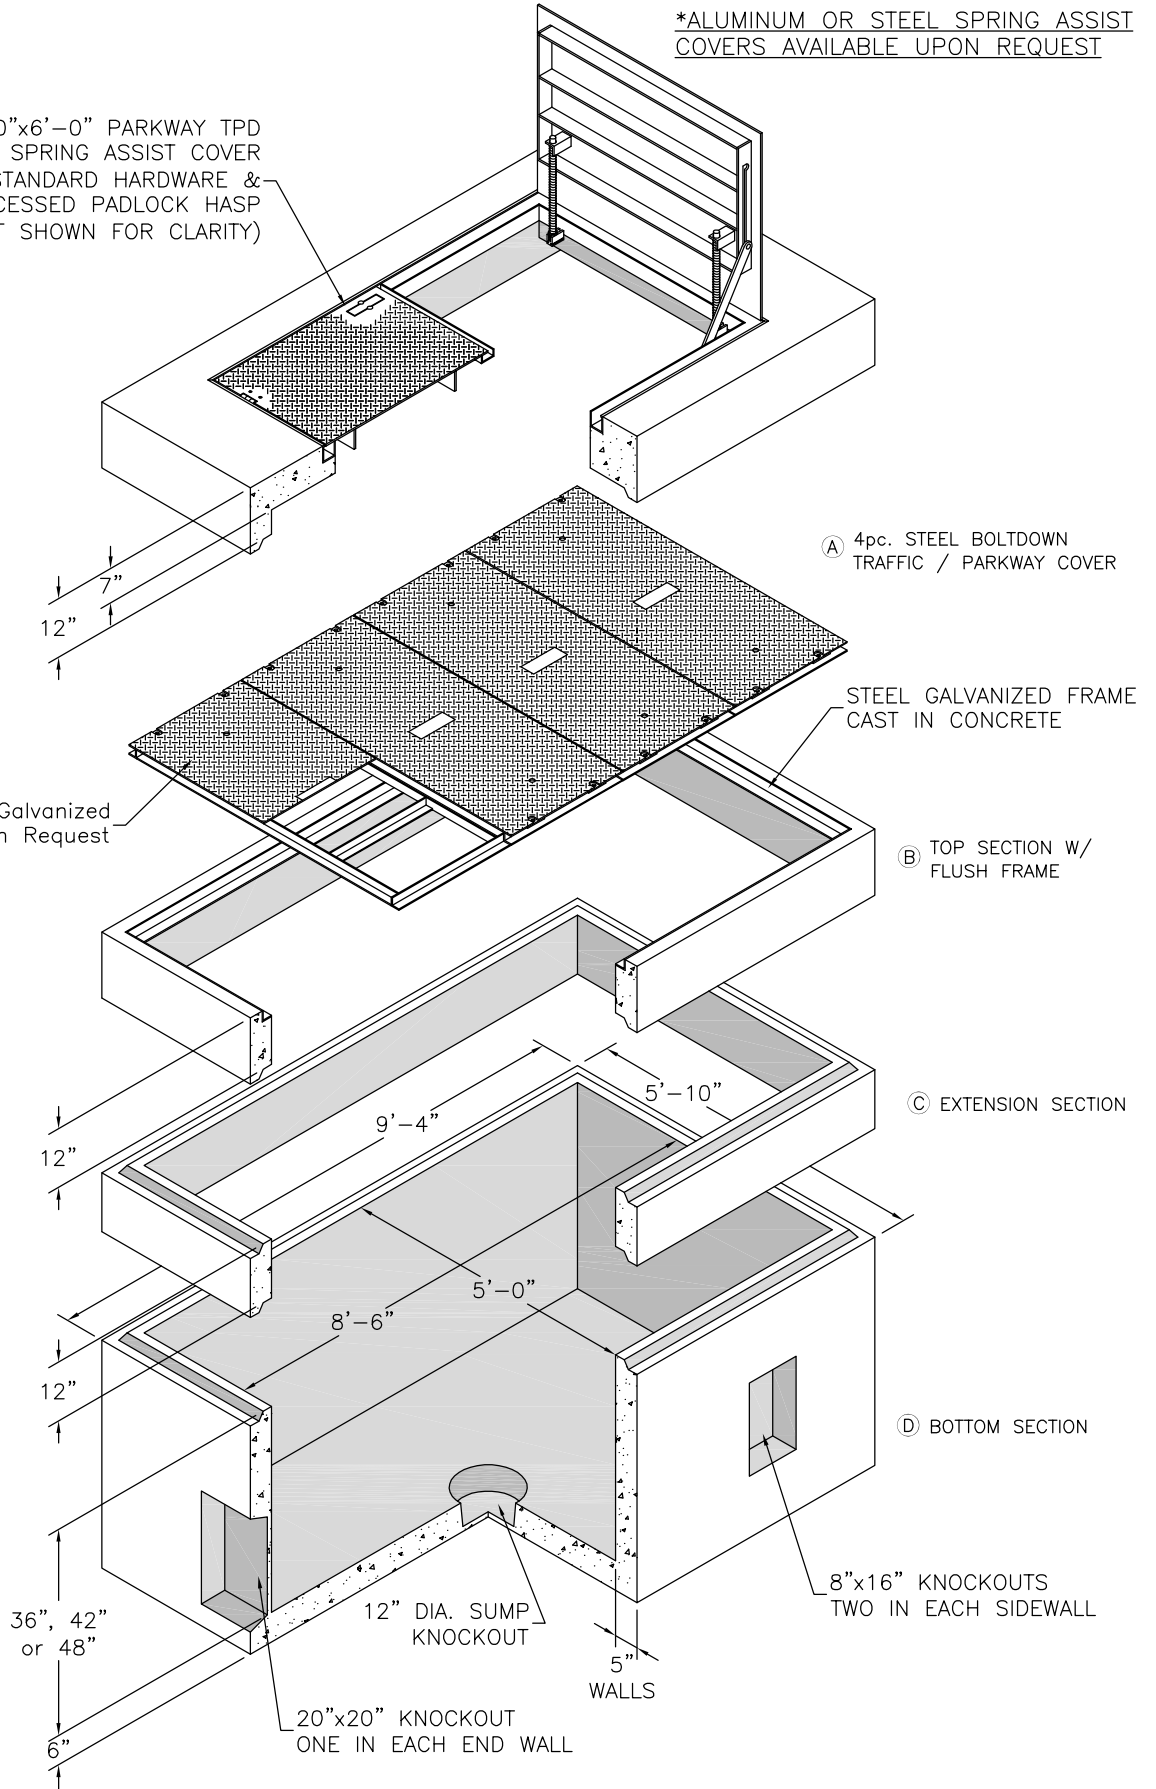 *ALUMINUM OR STEEL SPRING ASSIST
COVERS AVAILABLE UPON REQUEST
0"x6'-0" PARKWAY TPD
SPRING ASSIST COVER
STANDARD HARDWARE &
PADLOCK HASP
SHOWN FOR CLARITY)
7"
12"
Ⓐ 4pc. STEEL BOLTDOWN
TRAFFIC / PARKWAY COVER
STEEL GALVANIZED FRAME
CAST IN CONCRETE
Galvanized
Request
Ⓑ TOP SECTION W/
FLUSH FRAME
12"
9'-4"
5'-10"
Ⓒ EXTENSION SECTION
12"
8'-6"
5'-0"
Ⓓ BOTTOM SECTION
36", 42"
or 48"
6"
12" DIA. SUMP
KNOCKOUT
5"
WALLS
8"x16" KNOCKOUTS
TWO IN EACH SIDEWALL
20"x20" KNOCKOUT
ONE IN EACH END WALL